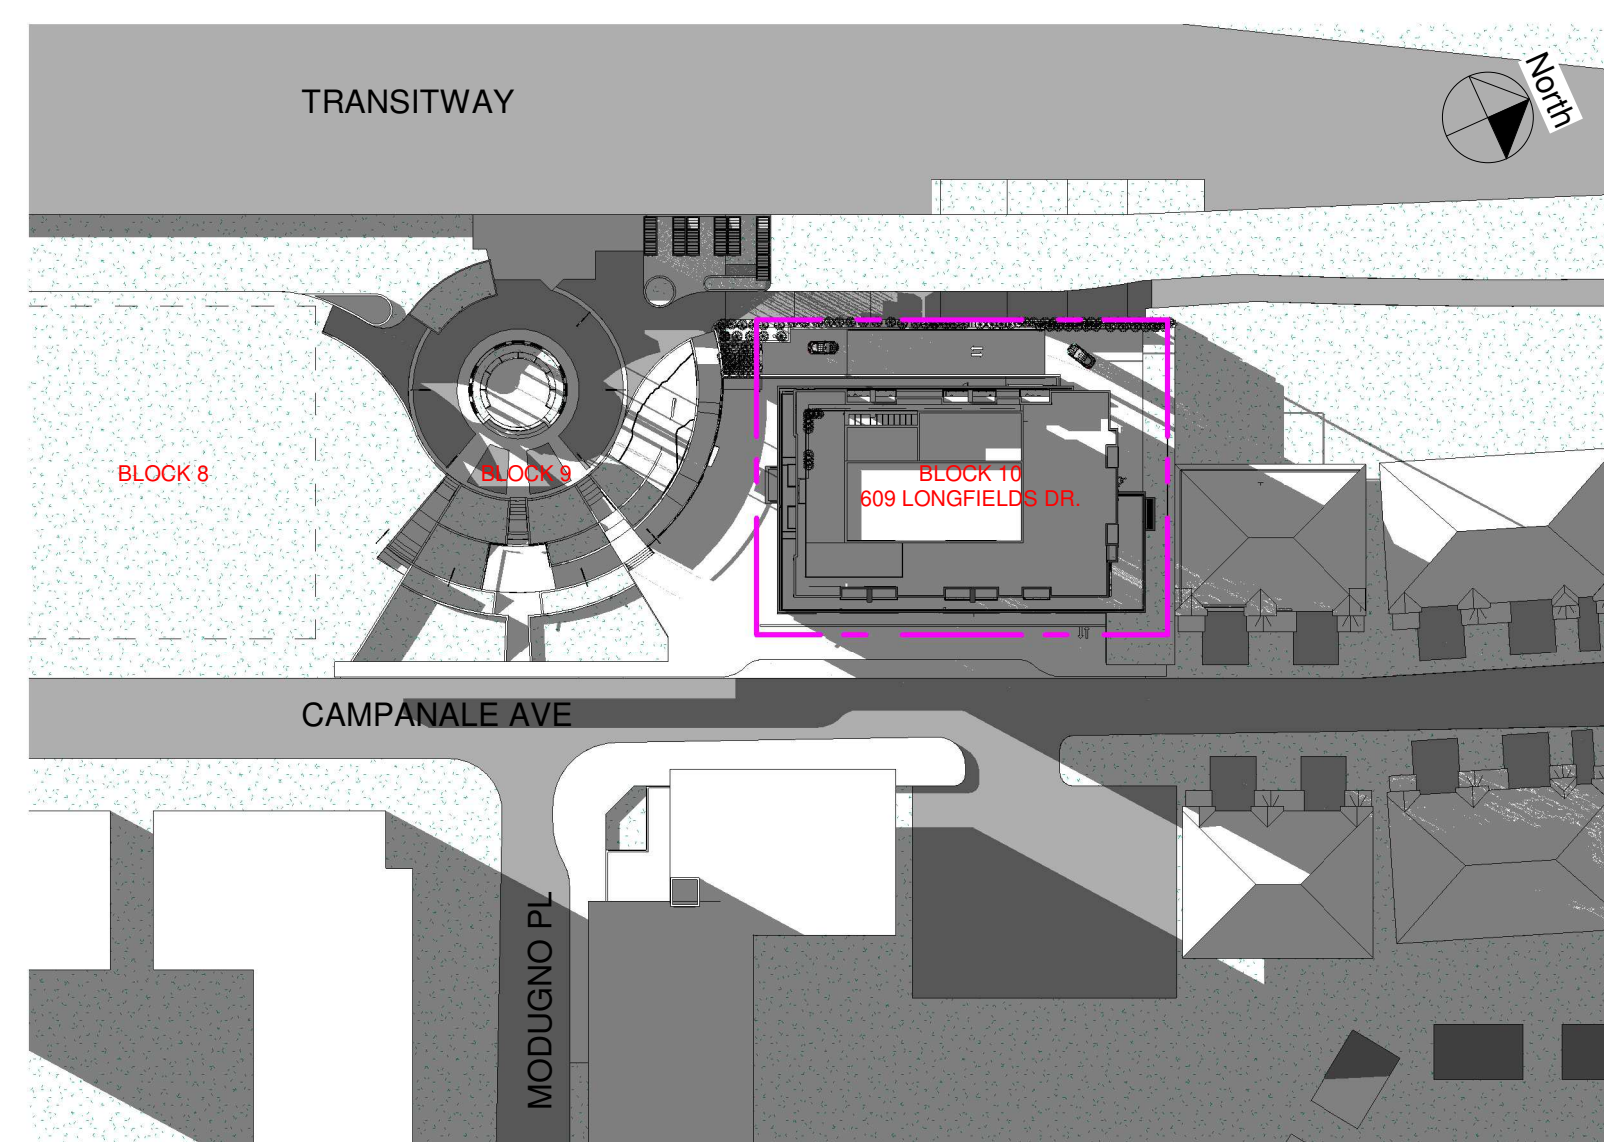 North
TRANSITWAY
BLOCK 8
BLOCK 9
BLOCK 10
609 LONGFIELDS DR.
CAMPANALE AVE
MODUGNO PL